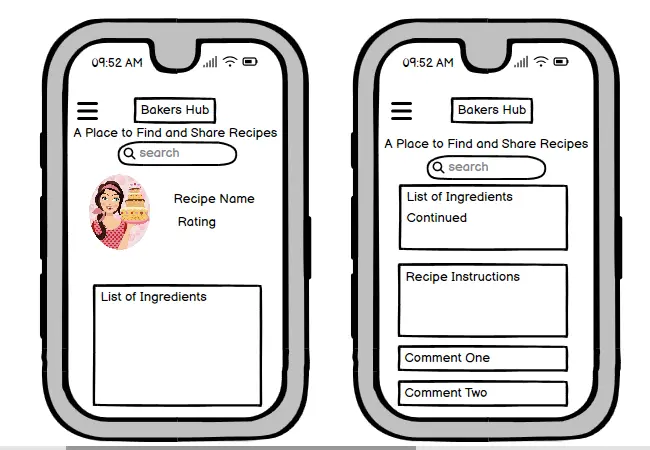 09:52 AM
Bakers Hub
A Place to Find and Share Recipes
search
Recipe Name
Rating
List of Ingredients
09:52 AM
Bakers Hub
A Place to Find and Share Recipes
search
List of Ingredients
Continued
Recipe Instructions
Comment One
Comment Two